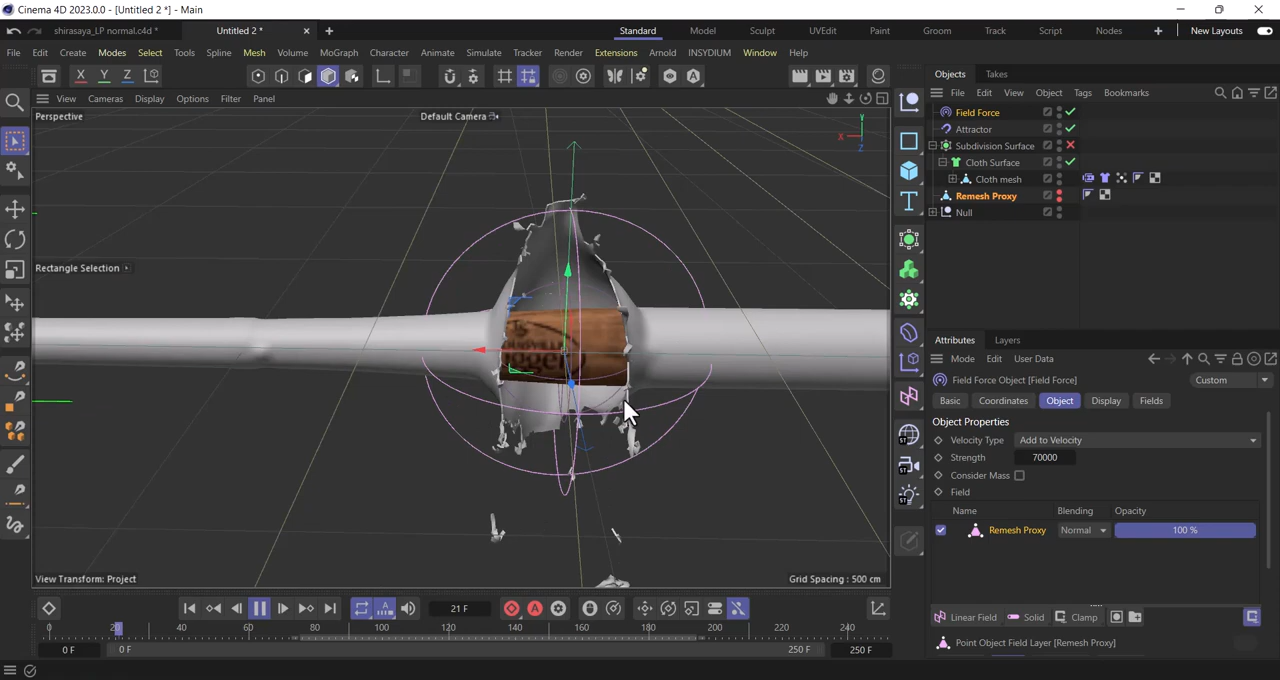 Cinema 4D 2023.0.0 - [Untitled 2 *] - Main
shirasaya_LP normal.c4d * Untitled 2 * Standard Model Sculpt UVEdit Paint Groom Track Script Nodes New Layouts
File Edit Create Modes Select Tools Spline Mesh Volume MoGraph Character Animate Simulate Tracker Render Extensions Arnold INSYDIUM Window Help
X Y Z
Objects Takes
View Cameras Display Options Filter Panel
File Edit View Object Tags Bookmarks
Perspective Default Camera
Y
X
Z
Field Force
Attractor
Subdivision Surface
Cloth Surface
Cloth mesh
Remesh Proxy
Null
Rectangle Selection
Attributes Layers
Mode Edit User Data
Field Force Object [Field Force] Custom
Basic Coordinates Object Display Fields
Object Properties
Velocity Type Add to Velocity
Strength 70000
Consider Mass
Field
Name Blending Opacity
Remesh Proxy Normal 100 %
View Transform: Project Grid Spacing : 500 cm
21 F
Linear Field Solid Clamp
0 20 40 60 80 100 120 140 160 180 200 220 240
0 F 0 F 250 F 250 F
Point Object Field Layer [Remesh Proxy]